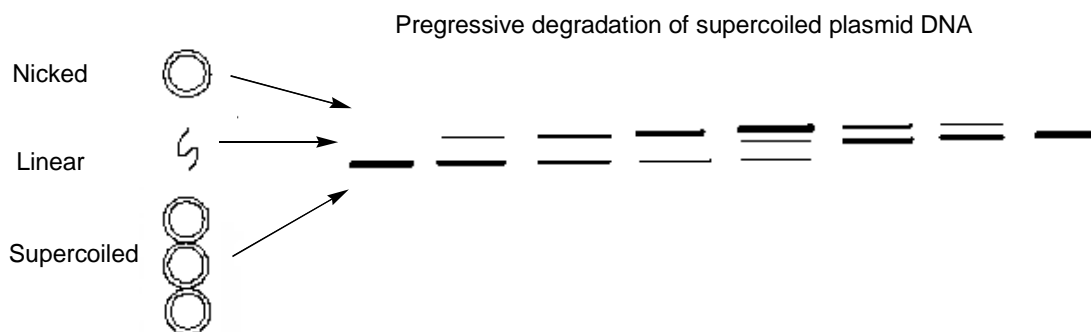 Pregressive degradation of supercoiled plasmid DNA
Nicked
Linear
Supercoiled